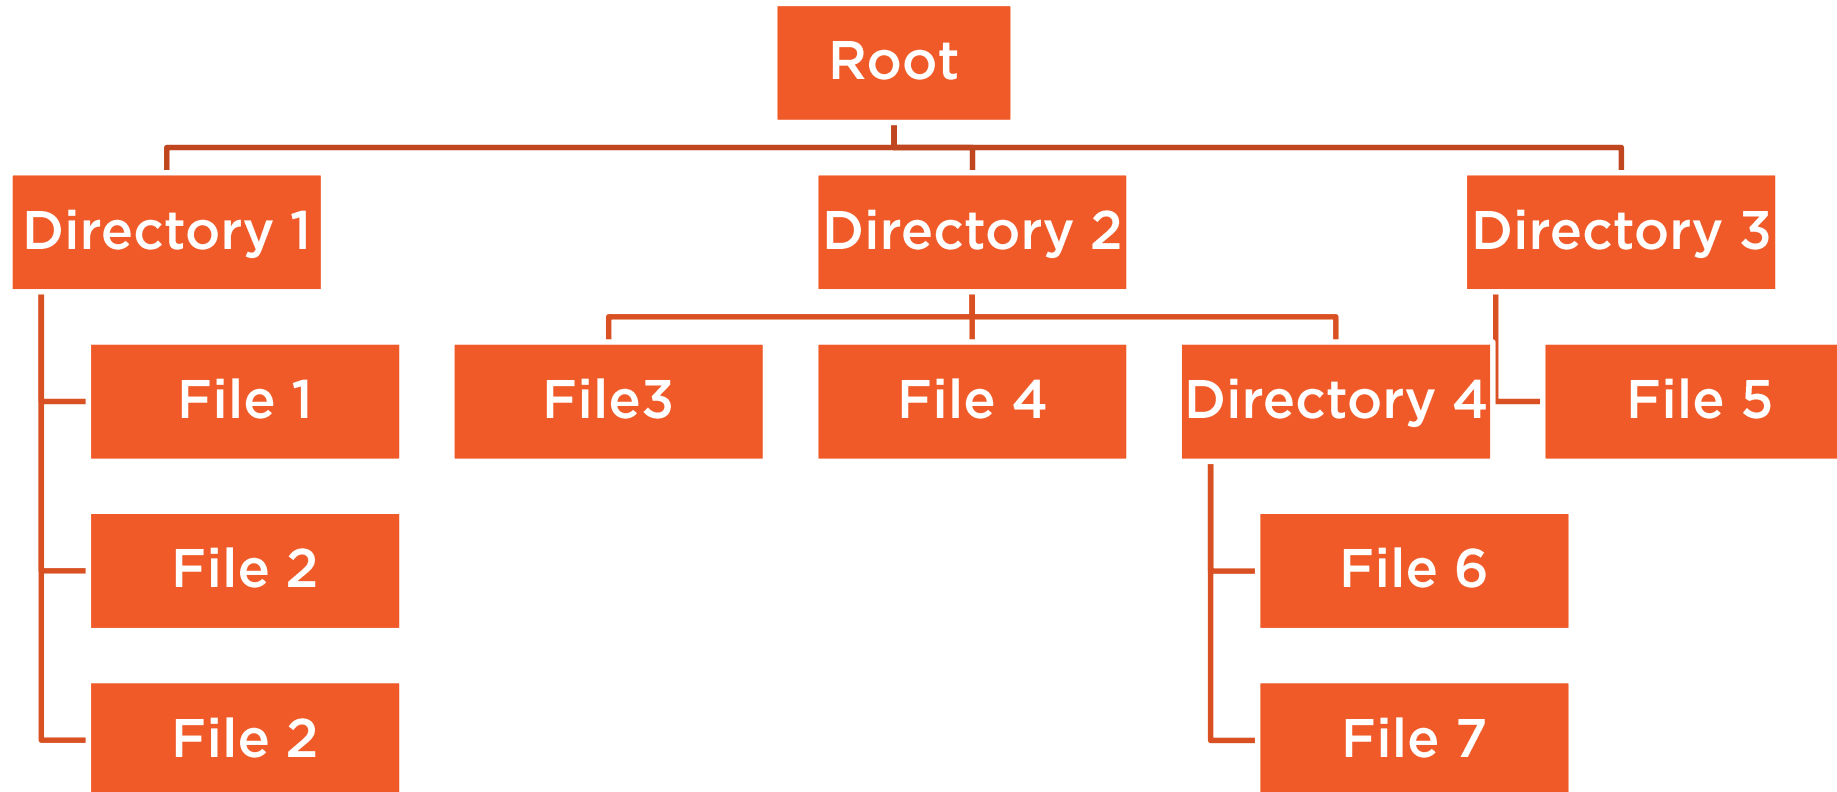 Root
Directory 1
Directory 2
Directory 3
File 1
File3
File 4
Directory 4
File 5
File 2
File 6
File 2
File 7